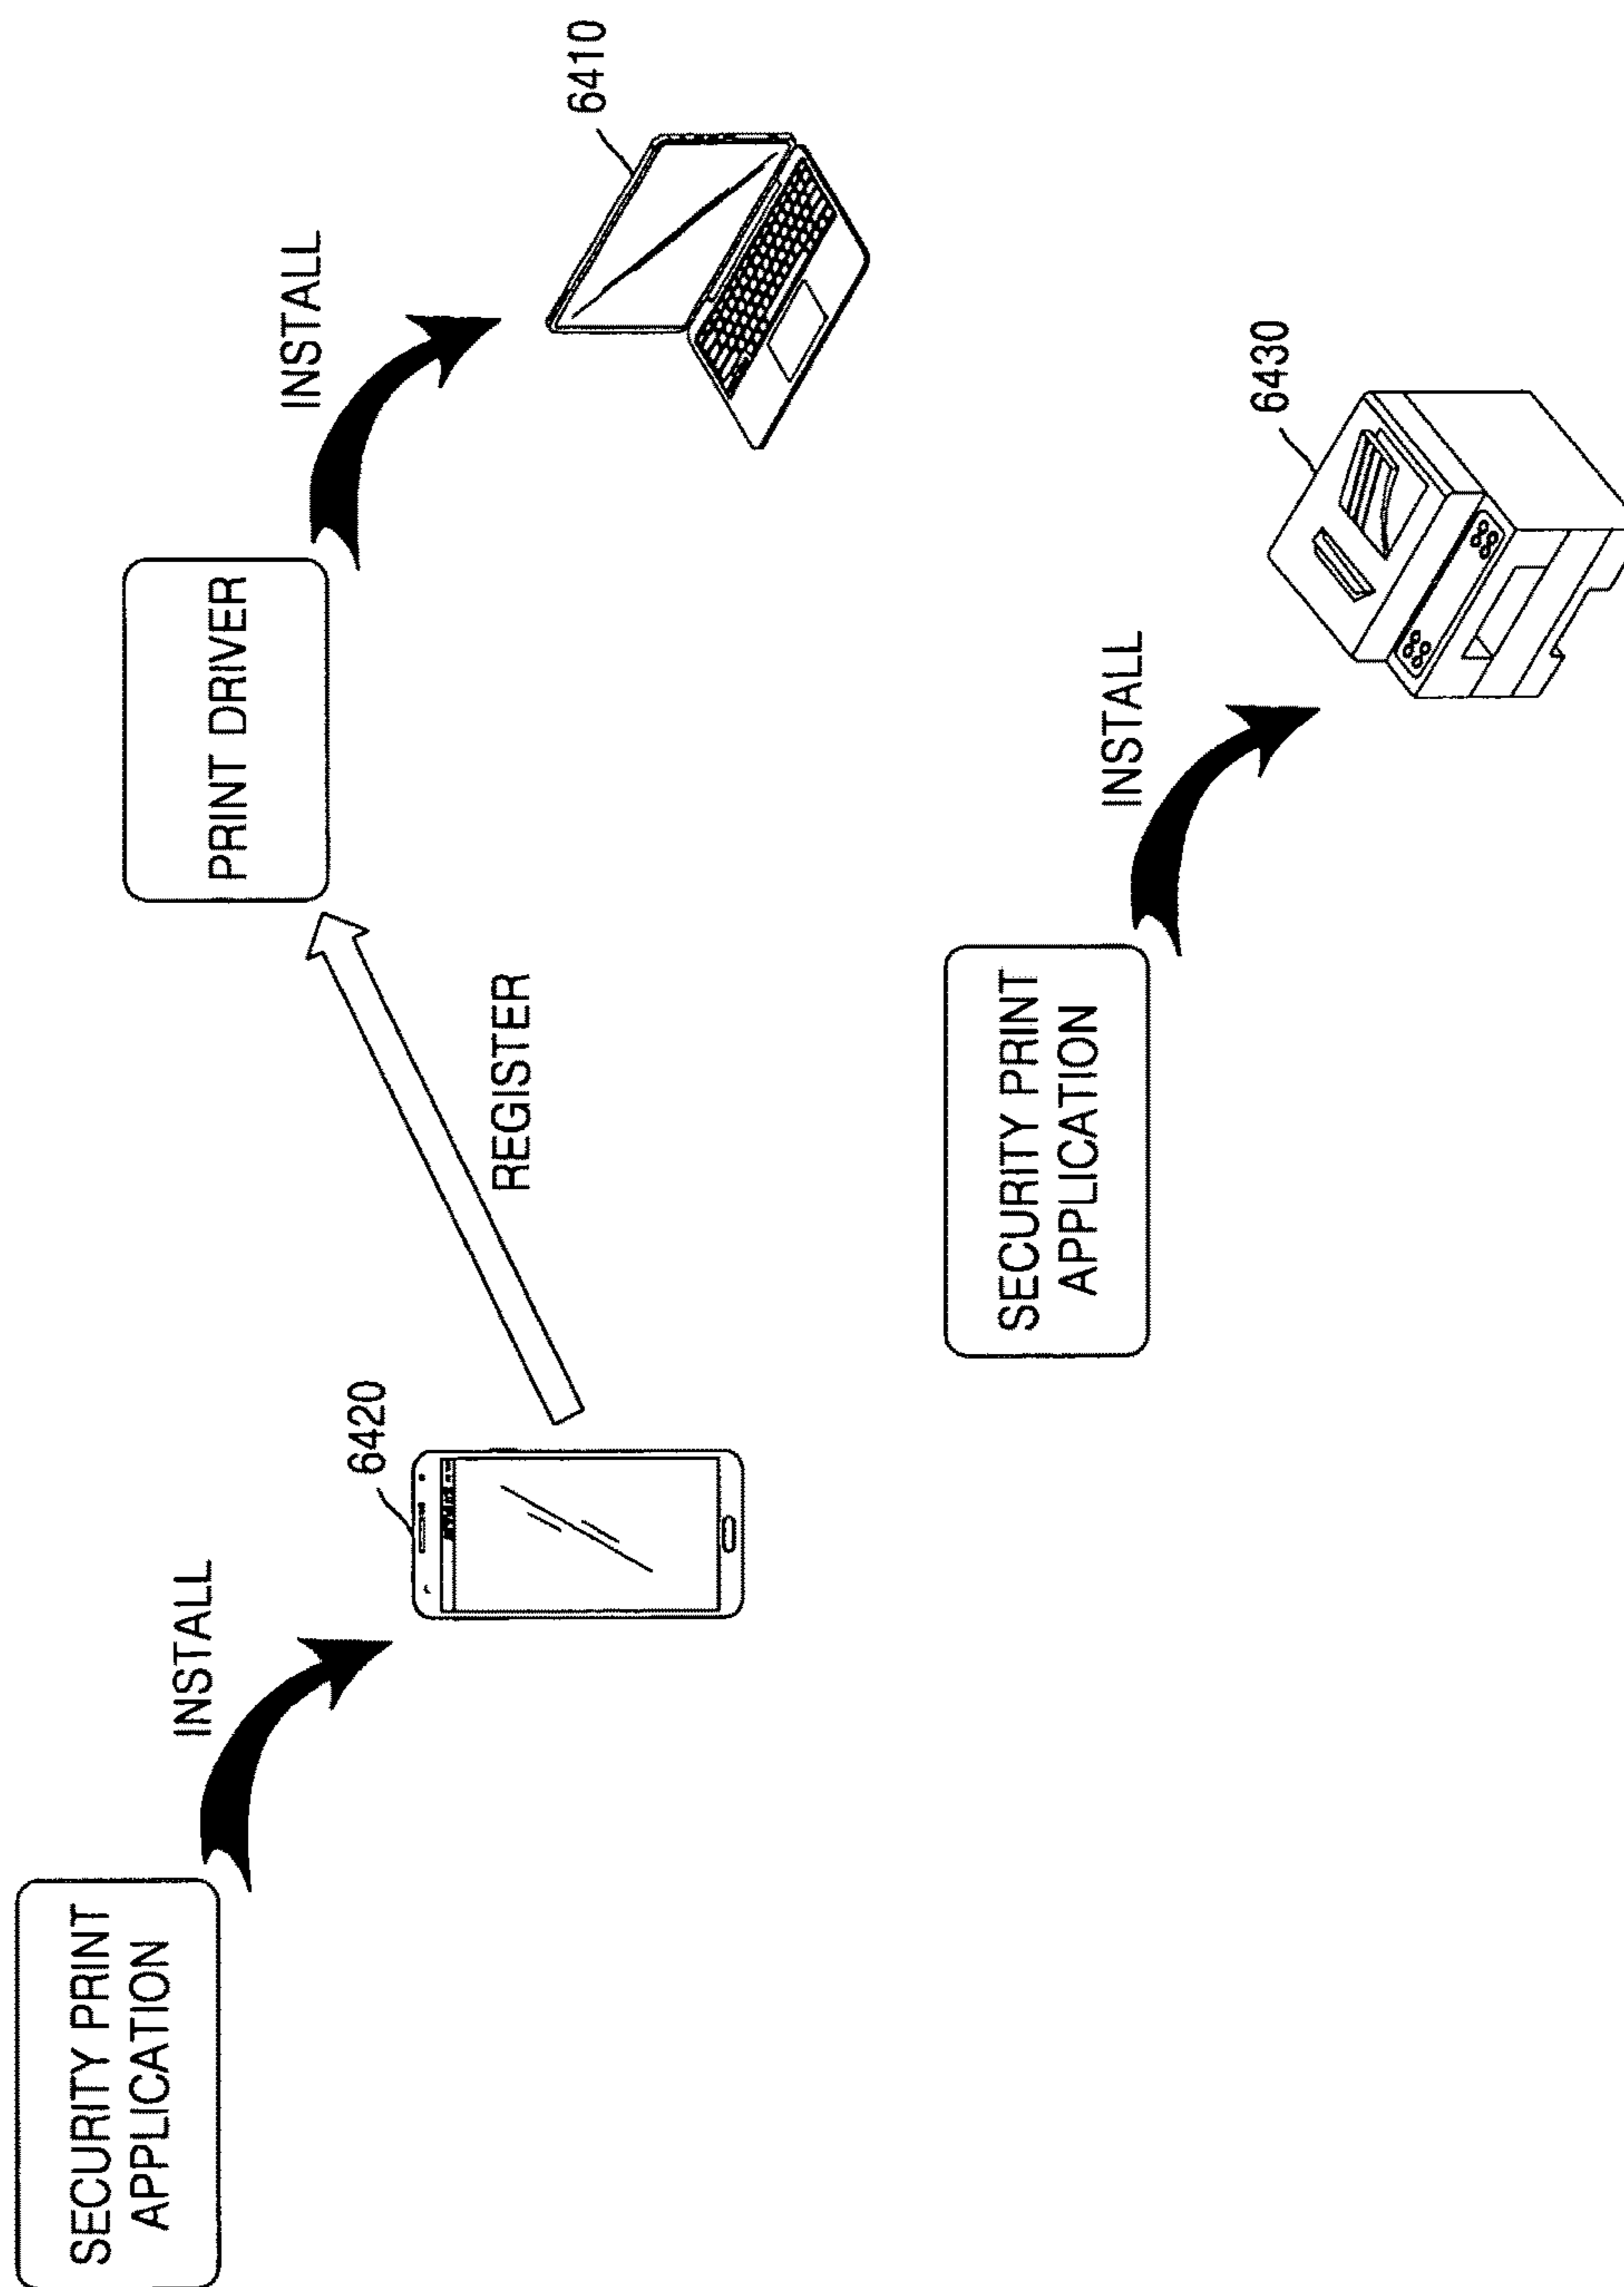 SECURITY PRINT
APPLICATION
INSTALL
6420
REGISTER
PRINT DRIVER
INSTALL
6410
SECURITY PRINT
APPLICATION
INSTALL
6430